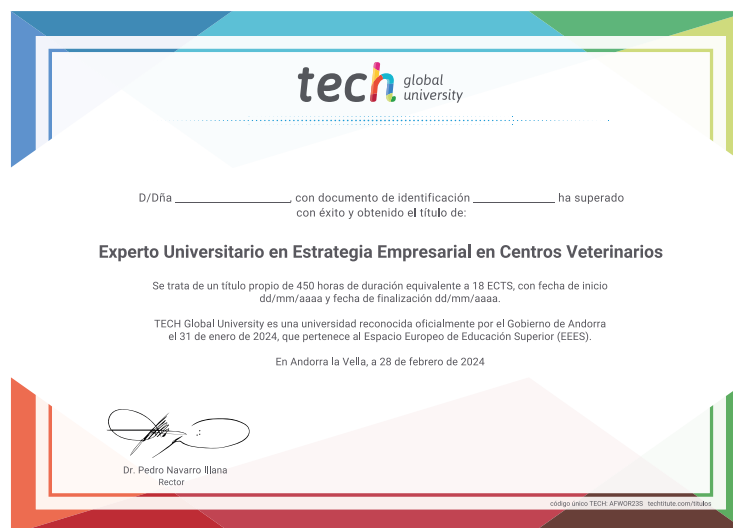 tech global university
D/Dña ____________________, con documento de identificación ______________ ha superado
con éxito y obtenido el título de:
Experto Universitario en Estrategia Empresarial en Centros Veterinarios
Se trata de un título propio de 450 horas de duración equivalente a 18 ECTS, con fecha de inicio
dd/mm/aaaa y fecha de finalización dd/mm/aaaa.
TECH Global University es una universidad reconocida oficialmente por el Gobierno de Andorra
el 31 de enero de 2024, que pertenece al Espacio Europeo de Educación Superior (EEES).
En Andorra la Vella, a 28 de febrero de 2024
Dr. Pedro Navarro Illana
Rector
código único TECH: AFWOR23S techtitute.com/titulos